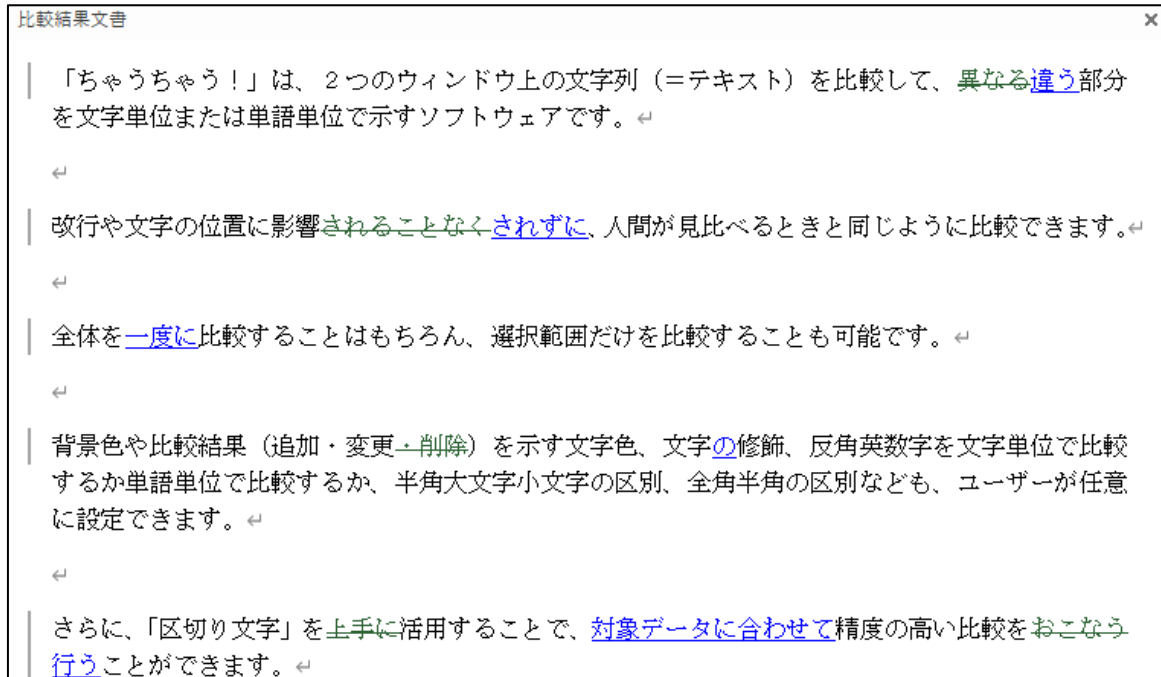 比較結果文書
「ちゃうちゃう！」は、２つのウィンドウ上の文字列（＝テキスト）を比較して、異なる違う部分
を文字単位または単語単位で示すソフトウェアです。↵
↵
改行や文字の位置に影響されることなくされずに、人間が見比べるときと同じように比較できます。↵
↵
全体を一度に比較することはもちろん、選択範囲だけを比較することも可能です。↵
↵
背景色や比較結果（追加・変更・削除）を示す文字色、文字の修飾、反角英数字を文字単位で比較
するか単語単位で比較するか、半角大文字小文字の区別、全角半角の区別なども、ユーザーが任意
に設定できます。↵
↵
さらに、「区切り文字」を上手に活用することで、対象データに合わせて精度の高い比較をおこなう
行うことができます。↵